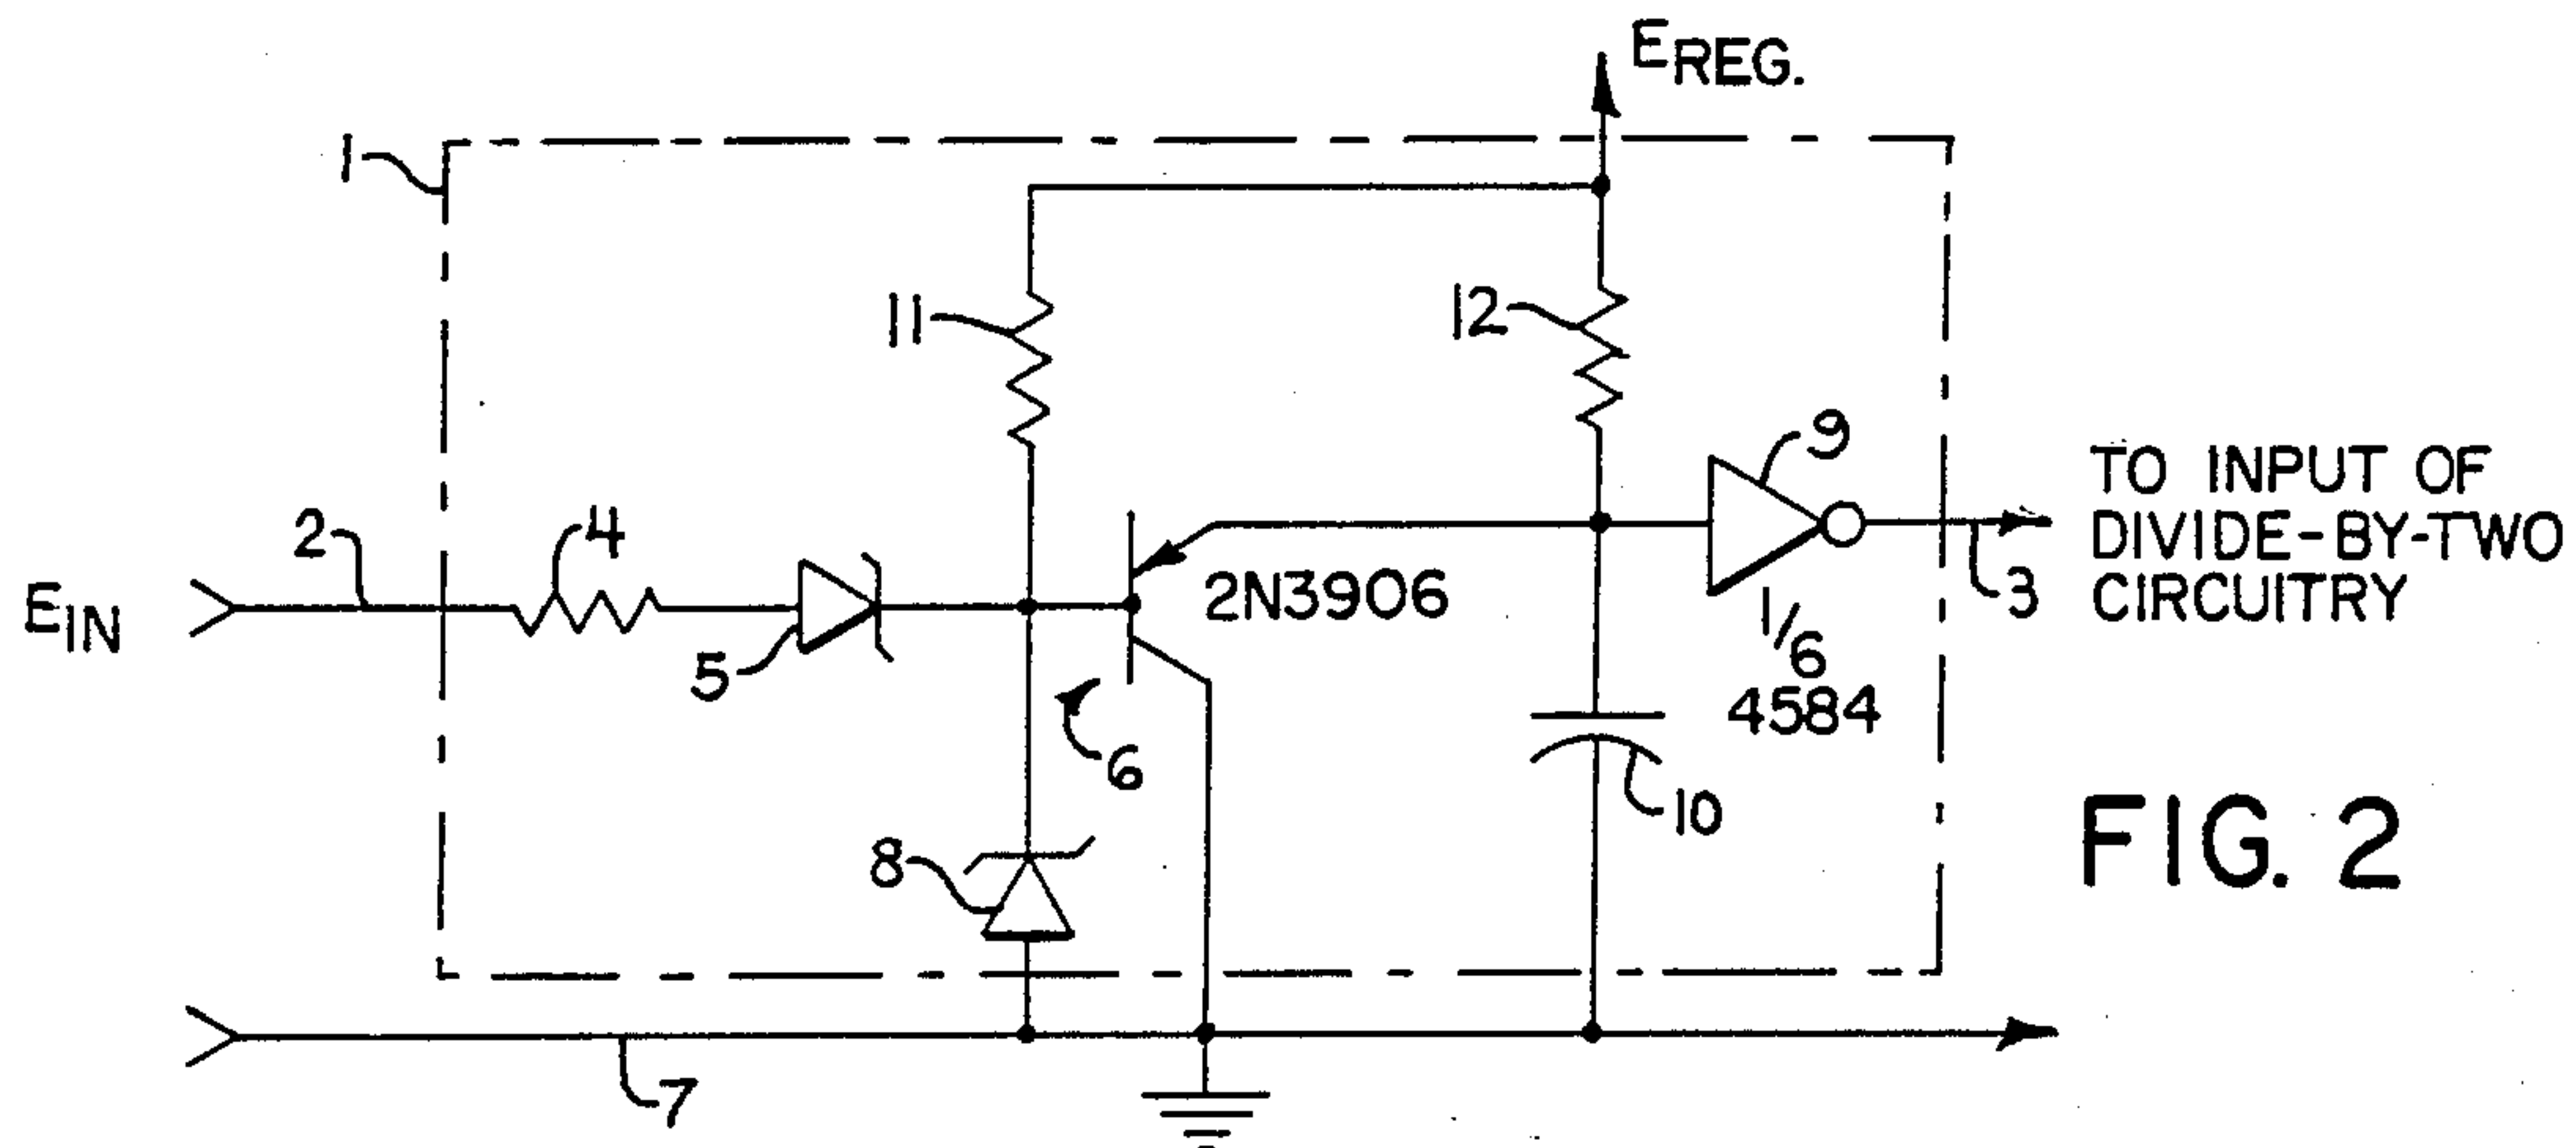 EREG.
1
11
12
9
2
4
EIN
5
2N3906
1/6
4584
3
TO INPUT OF
DIVIDE-BY-TWO
CIRCUITRY
6
8
10
7
FIG. 2